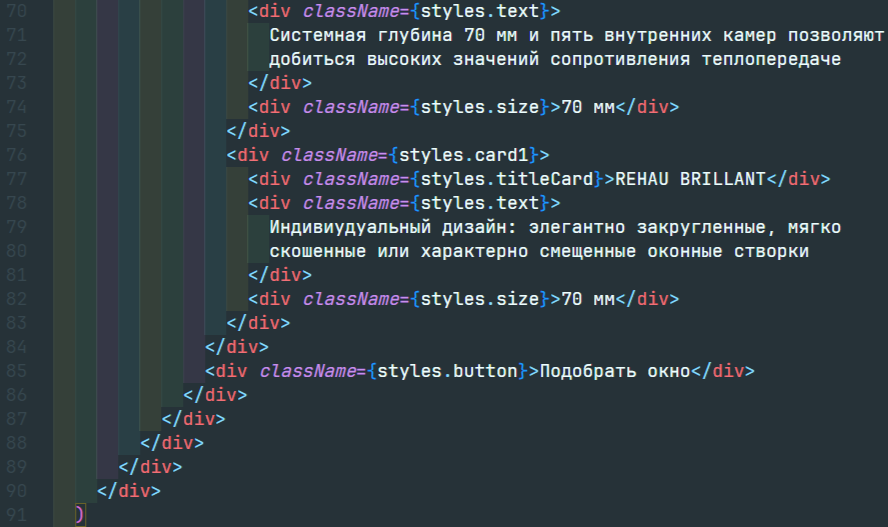 70 <div className={styles.text}>
71 Системная глубина 70 мм и пять внутренних камер позволяют
72 добиться высоких значений сопротивления теплопередаче
73 </div>
74 <div className={styles.size}>70 мм</div>
75 </div>
76 <div className={styles.card1}>
77 <div className={styles.titleCard}>REHAU BRILLANT</div>
78 <div className={styles.text}>
79 Индивидуальный дизайн: элегантно закругленные, мягко
80 скошенные или характерно смещенные оконные створки
81 </div>
82 <div className={styles.size}>70 мм</div>
83 </div>
84 </div>
85 <div className={styles.button}>Подобрать окно</div>
86 </div>
87 </div>
88 </div>
89 </div>
90 </div>
91 )